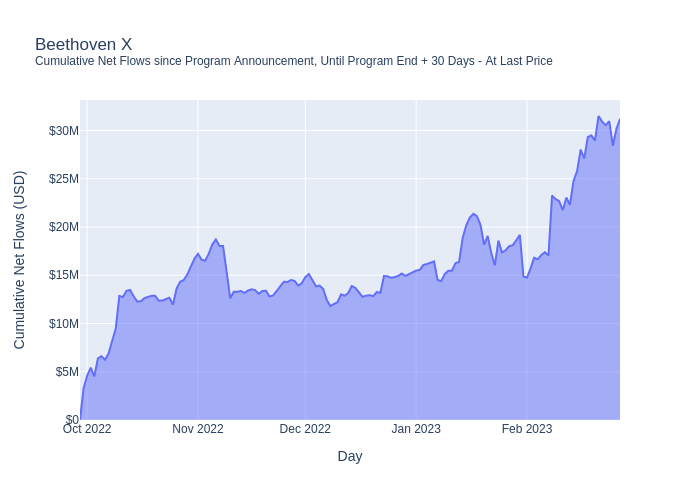 Beethoven X
Cumulative Net Flows since Program Announcement, Until Program End + 30 Days - At Last Price
$30M
$25M
$20M
$15M
$10M
$5M
$0
Cumulative Net Flows (USD)
Oct 2022
Nov 2022
Dec 2022
Jan 2023
Feb 2023
Day